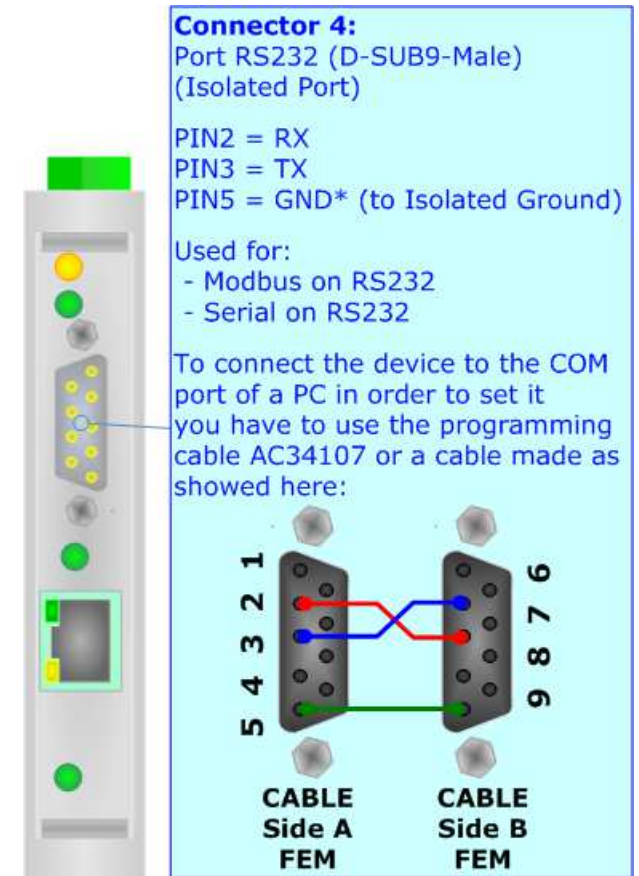 Connector 4:
Port RS232 (D-SUB9-Male)
(Isolated Port)
PIN2 = RX
PIN3 = TX
PIN5 = GND* (to Isolated Ground)
Used for:
- Modbus on RS232
- Serial on RS232
To connect the device to the COM
port of a PC in order to set it
you have to use the programming
cable AC34107 or a cable made as
showed here:
1
2
3
4
5
6
7
8
9
CABLE
Side A
FEM
CABLE
Side B
FEM